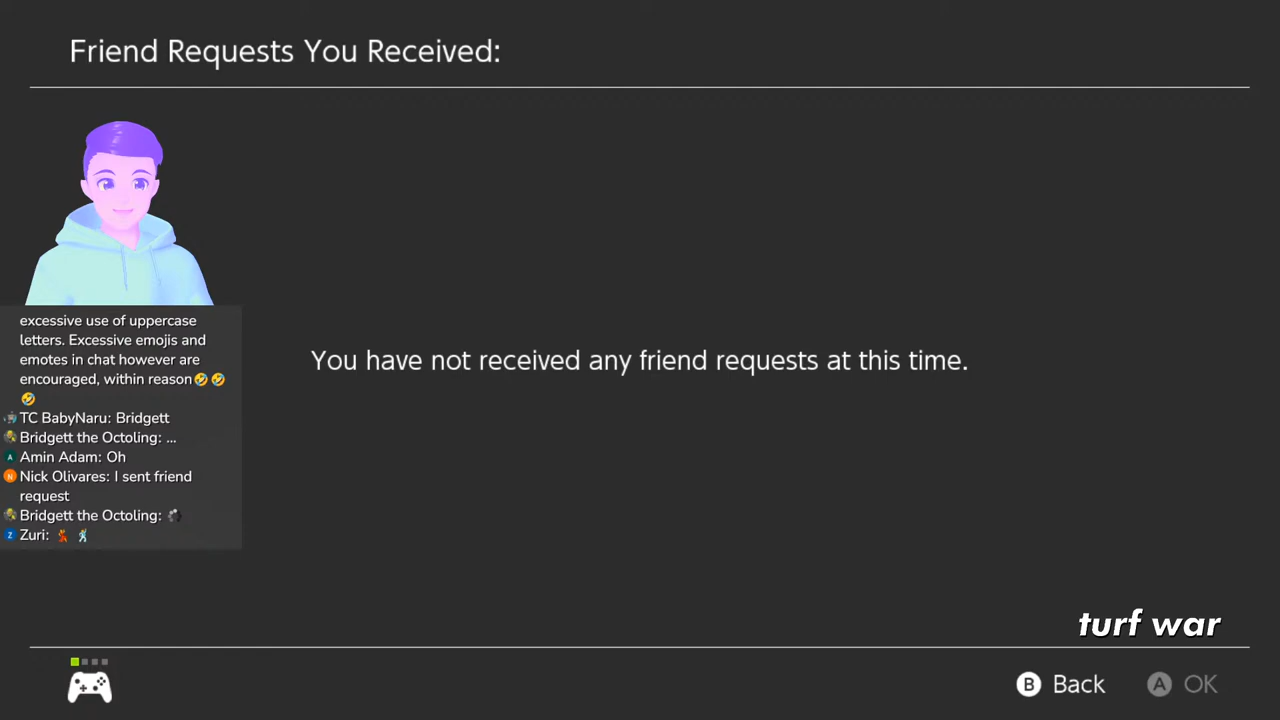 Friend Requests You Received:
excessive use of uppercase
letters. Excessive emojis and
emotes in chat however are
encouraged, within reason🤣🤣
🤣
TC BabyNaru: Bridgett
Bridgett the Octoling: ...
A Amin Adam: Oh
N Nick Olivares: I sent friend
request
Bridgett the Octoling:
Z Zuri: 💃 🕺
You have not received any friend requests at this time.
turf war
B Back
A OK